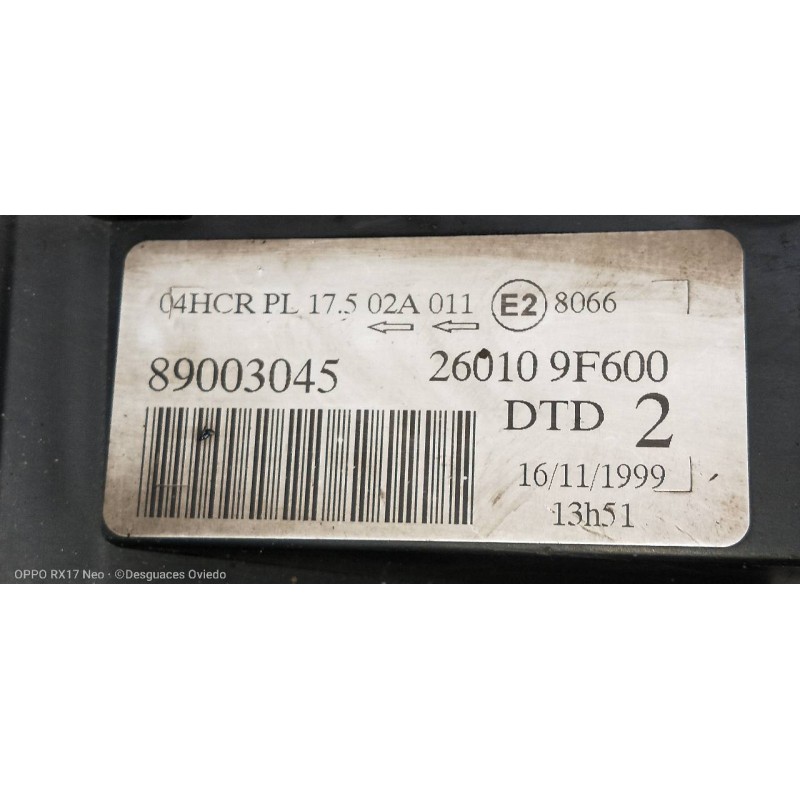 04HCR PL 17.5 02A 011 E2 8066
89003045 26010 9F600
DTD 2
16/11/1999
13h51
OPPO RX17 Neo · ©Desguaces Oviedo